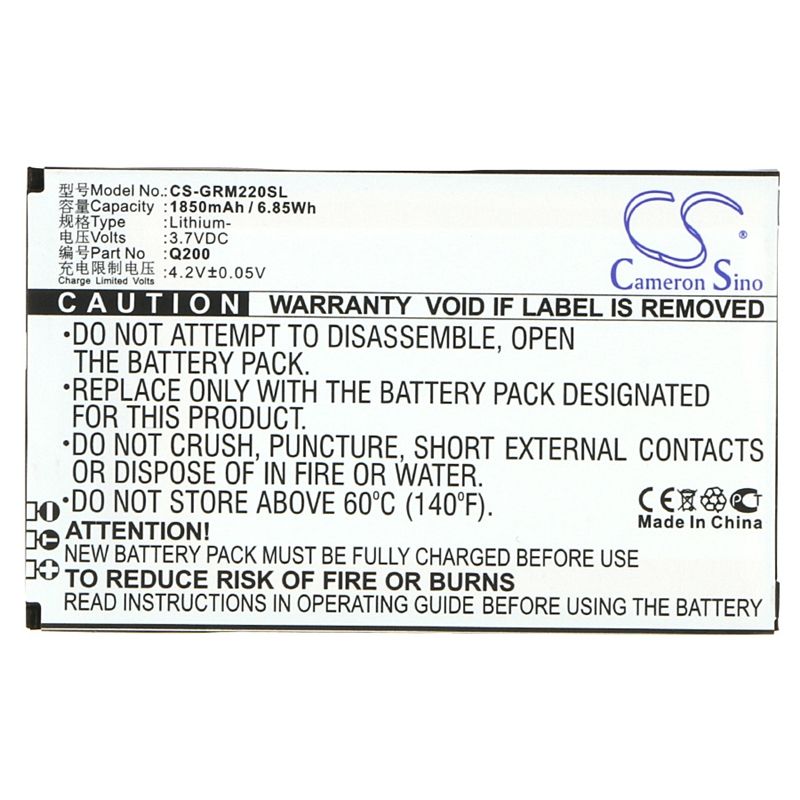 型号Model No.: CS-GRM220SL
容量Capacity : 1850mAh / 6.85Wh
规格Type : Lithium-
电压Volts : 3.7VDC
编号Part No : Q200
充电限制电压 : 4.2V±0.05V
Charge Limited Volts
CS ®
Cameron Sino
CAUTION WARRANTY VOID IF LABEL IS REMOVED
·DO NOT ATTEMPT TO DISASSEMBLE, OPEN
THE BATTERY PACK.
·REPLACE ONLY WITH THE BATTERY PACK DESIGNATED
FOR THIS PRODUCT.
·DO NOT CRUSH, PUNCTURE, SHORT EXTERNAL CONTACTS
OR DISPOSE OF IN FIRE OR WATER.
·DO NOT STORE ABOVE 60°C (140°F).
CE PCT
Made In China
ATTENTION!
NEW BATTERY PACK MUST BE FULLY CHARGED BEFORE USE
TO REDUCE RISK OF FIRE OR BURNS
READ INSTRUCTIONS IN OPERATING GUIDE BEFORE USING THE BATTERY